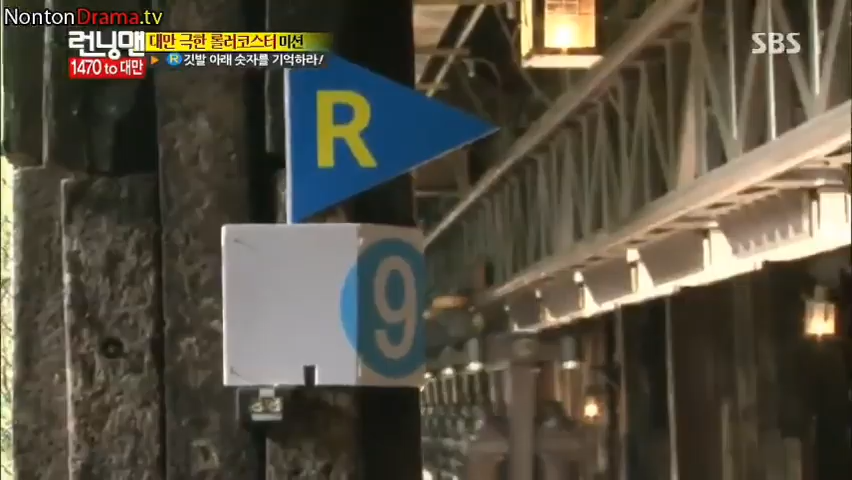 NontonDrama.tv
런닝맨
1470 to 대만
대만 극한 롤러코스터 미션
R 깃발 아래 숫자를 기억하라!
SBS
R
9